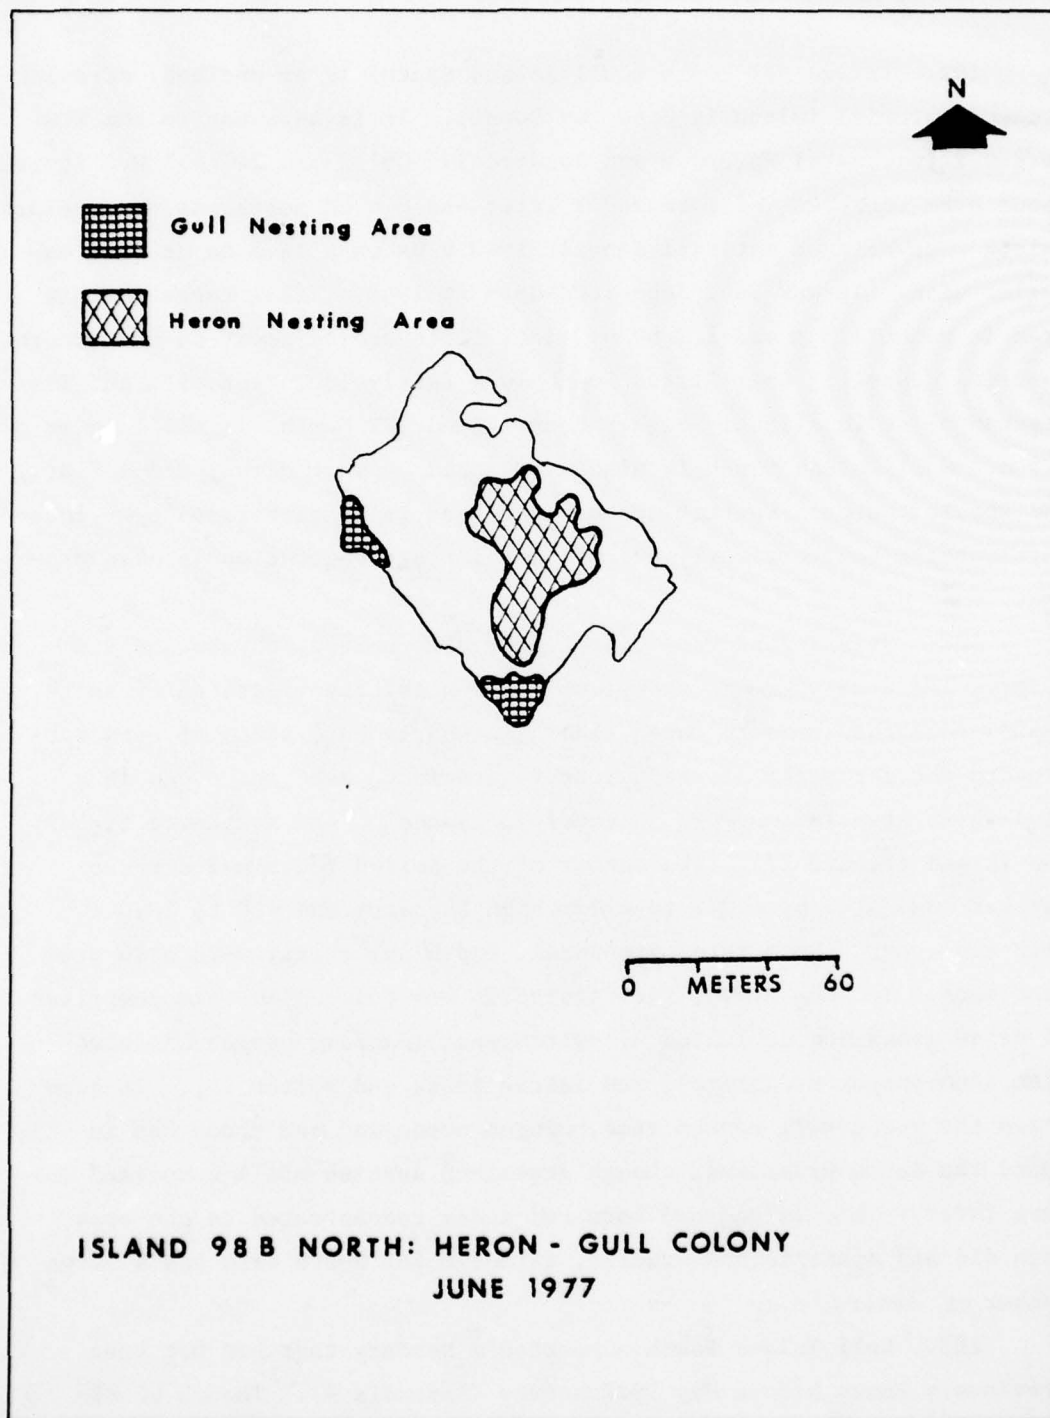 N
Gull Nesting Area
Heron Nesting Area
0 METERS 60
ISLAND 98 B NORTH: HERON - GULL COLONY
JUNE 1977